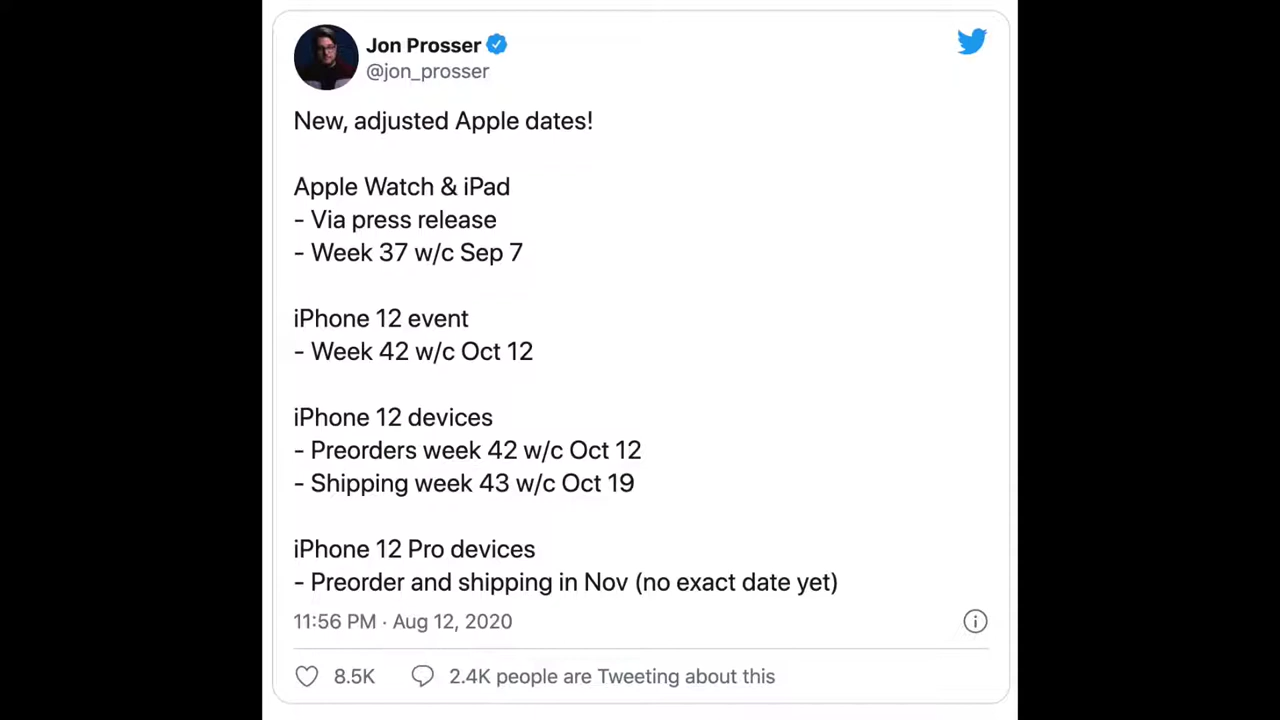 Jon Prosser
@jon_prosser
New, adjusted Apple dates!
Apple Watch & iPad
- Via press release
- Week 37 w/c Sep 7
iPhone 12 event
- Week 42 w/c Oct 12
iPhone 12 devices
- Preorders week 42 w/c Oct 12
- Shipping week 43 w/c Oct 19
iPhone 12 Pro devices
- Preorder and shipping in Nov (no exact date yet)
11:56 PM · Aug 12, 2020
8.5K 2.4K people are Tweeting about this